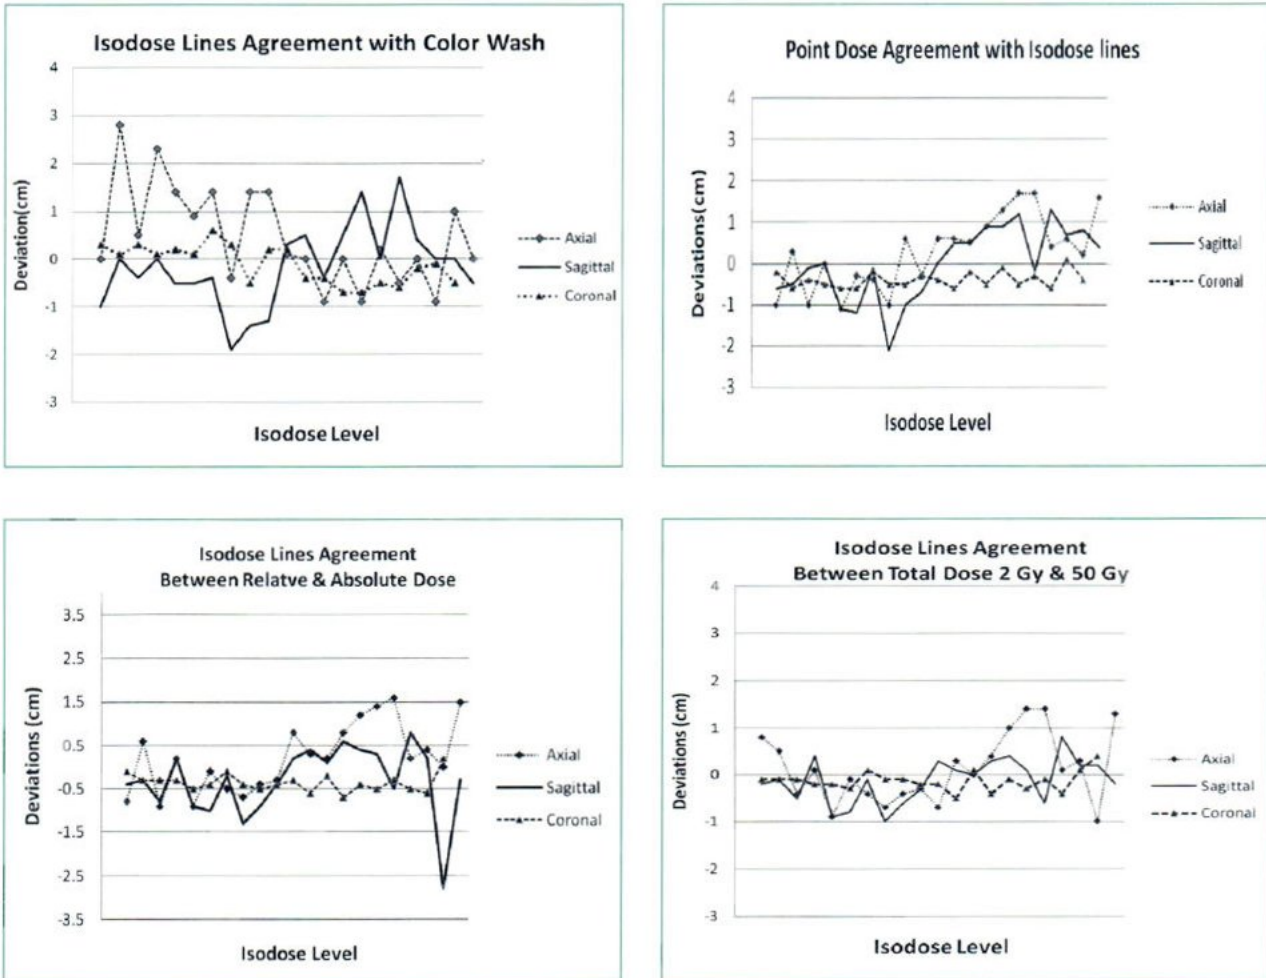 Isodose Lines Agreement with Color Wash
4
3
2
1
0
-1
-2
-3
Deviation(cm)
Isodose Level
Axial
Sagittal
Coronal
Point Dose Agreement with Isodose lines
4
3
2
1
0
-1
-2
-3
Deviations(cm)
Isodose Level
Axial
Sagittal
Coronal
Isodose Lines Agreement
Between Relatve & Absolute Dose
3.5
2.5
1.5
0.5
-0.5
-1.5
-2.5
-3.5
Deviations (cm)
Isodose Level
Axial
Sagittal
Coronal
Isodose Lines Agreement
Between Total Dose 2 Gy & 50 Gy
4
3
2
1
0
-1
-2
-3
Deviations (cm)
Isodose Level
Axial
Sagittal
Coronal